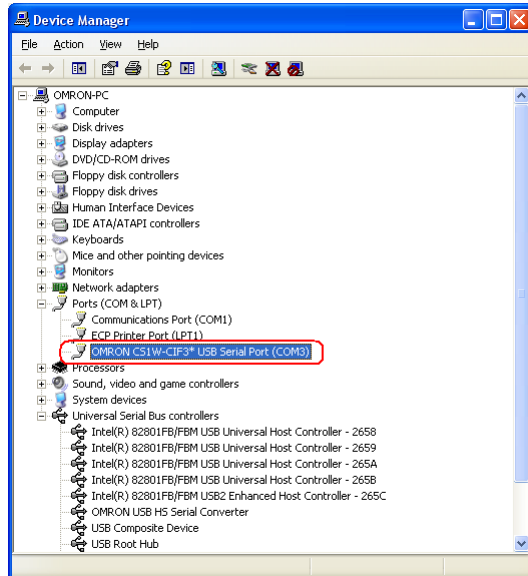 Device Manager
File Action View Help
OMRON-PC
Computer
Disk drives
Display adapters
DVD/CD-ROM drives
Floppy disk controllers
Floppy disk drives
Human Interface Devices
IDE ATA/ATAPI controllers
Keyboards
Mice and other pointing devices
Monitors
Network adapters
Ports (COM & LPT)
Communications Port (COM1)
ECP Printer Port (LPT1)
OMRON CS1W-CIF3* USB Serial Port (COM3)
Processors
Sound, video and game controllers
System devices
Universal Serial Bus controllers
Intel(R) 82801FB/FBM USB Universal Host Controller - 2658
Intel(R) 82801FB/FBM USB Universal Host Controller - 2659
Intel(R) 82801FB/FBM USB Universal Host Controller - 265A
Intel(R) 82801FB/FBM USB Universal Host Controller - 265B
Intel(R) 82801FB/FBM USB2 Enhanced Host Controller - 265C
OMRON USB HS Serial Converter
USB Composite Device
USB Root Hub